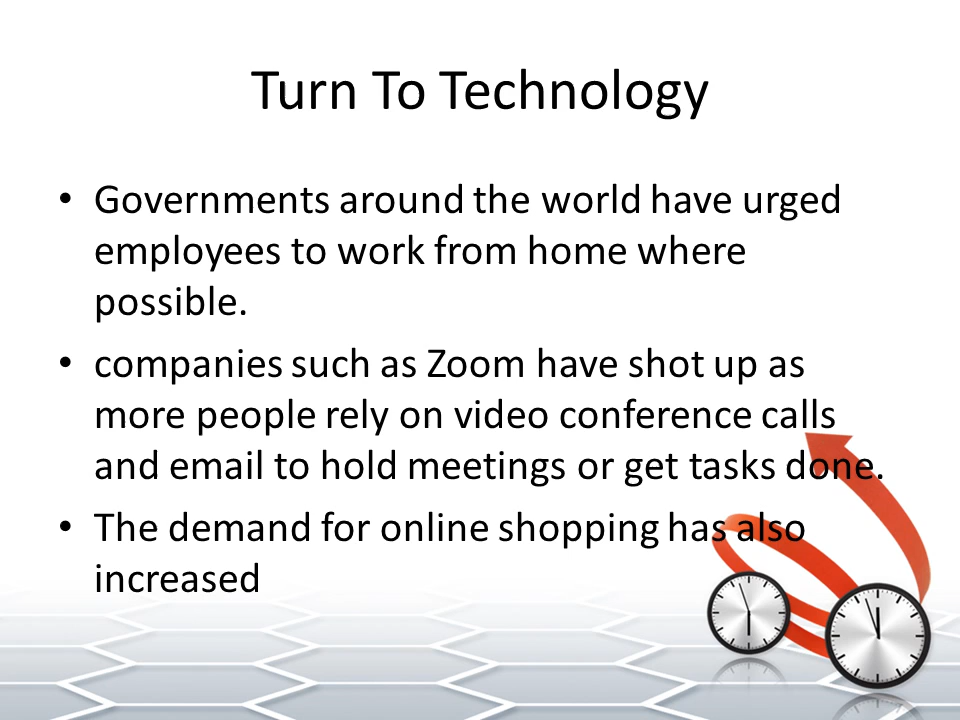 Turn To Technology
• Governments around the world have urged
employees to work from home where
possible.
• companies such as Zoom have shot up as
more people rely on video conference calls
and email to hold meetings or get tasks done.
• The demand for online shopping has also
increased